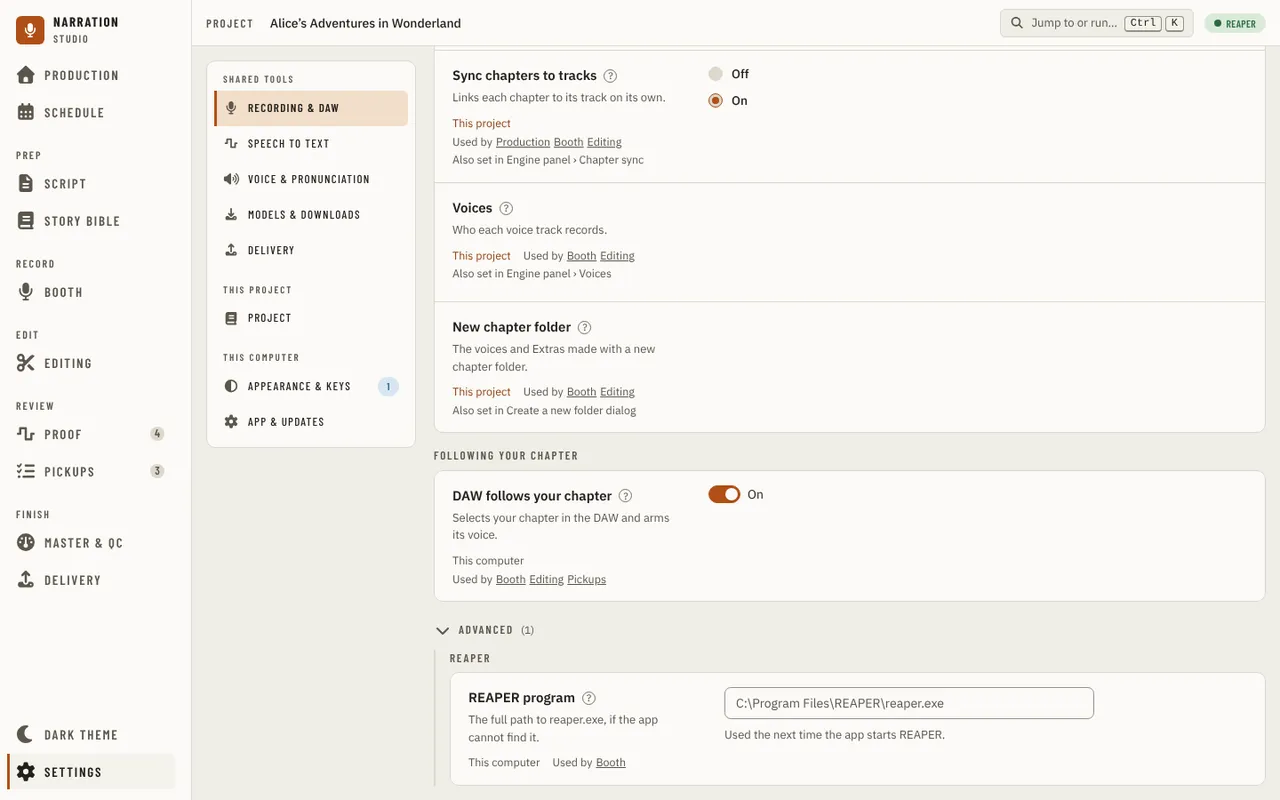 NARRATION
STUDIO
PRODUCTION
SCHEDULE
PREP
SCRIPT
STORY BIBLE
RECORD
BOOTH
EDIT
EDITING
REVIEW
PROOF 4
PICKUPS 3
FINISH
MASTER & QC
DELIVERY
DARK THEME
SETTINGS
PROJECT Alice's Adventures in Wonderland
Jump to or run... Ctrl K
REAPER
SHARED TOOLS
RECORDING & DAW
SPEECH TO TEXT
VOICE & PRONUNCIATION
MODELS & DOWNLOADS
DELIVERY
THIS PROJECT
PROJECT
THIS COMPUTER
APPEARANCE & KEYS 1
APP & UPDATES
Sync chapters to tracks ?
Links each chapter to its track on its own.
This project
Used by Production Booth Editing
Also set in Engine panel › Chapter sync
Off
On
Voices ?
Who each voice track records.
This project Used by Booth Editing
Also set in Engine panel › Voices
New chapter folder ?
The voices and Extras made with a new
chapter folder.
This project Used by Booth Editing
Also set in Create a new folder dialog
FOLLOWING YOUR CHAPTER
DAW follows your chapter ?
Selects your chapter in the DAW and arms
its voice.
This computer
Used by Booth Editing Pickups
On
ADVANCED (1)
REAPER
REAPER program ?
The full path to reaper.exe, if the app
cannot find it.
This computer Used by Booth
C:\Program Files\REAPER\reaper.exe
Used the next time the app starts REAPER.